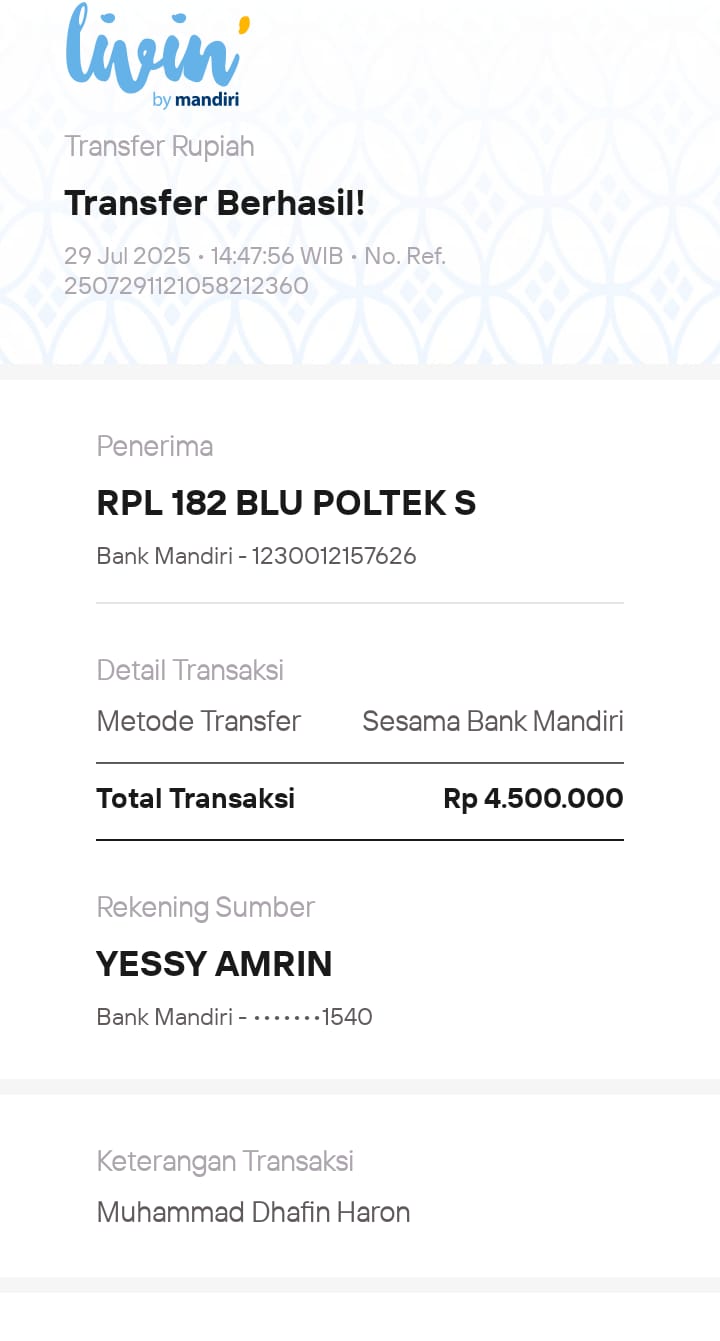 livin'
by mandiri
Transfer Rupiah
Transfer Berhasil!
29 Jul 2025 • 14:47:56 WIB • No. Ref.
2507291121058212360
Penerima
RPL 182 BLU POLTEK S
Bank Mandiri - 1230012157626
Detail Transaksi
Metode Transfer Sesama Bank Mandiri
Total Transaksi Rp 4.500.000
Rekening Sumber
YESSY AMRIN
Bank Mandiri - •••••••1540
Keterangan Transaksi
Muhammad Dhafin Haron